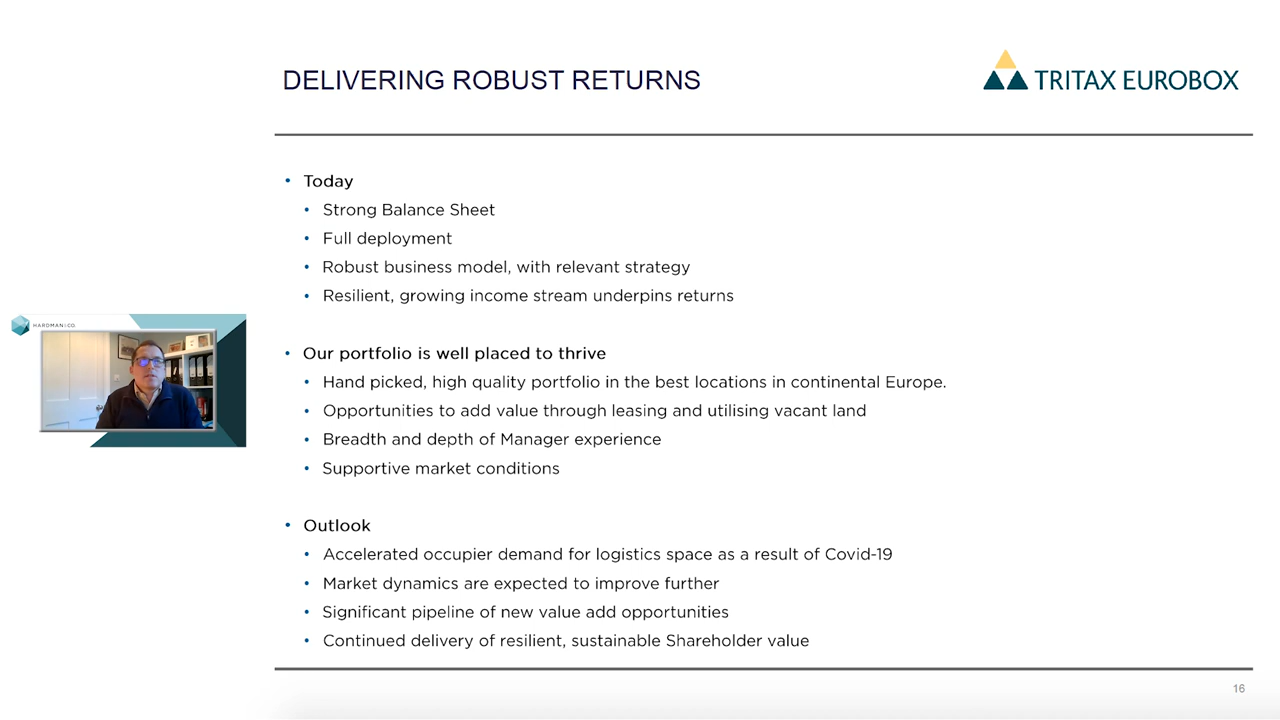 DELIVERING ROBUST RETURNS
TRITAX EUROBOX
• Today
• Strong Balance Sheet
• Full deployment
• Robust business model, with relevant strategy
• Resilient, growing income stream underpins returns
HARDMAN&CO.
• Our portfolio is well placed to thrive
• Hand picked, high quality portfolio in the best locations in continental Europe.
• Opportunities to add value through leasing and utilising vacant land
• Breadth and depth of Manager experience
• Supportive market conditions
• Outlook
• Accelerated occupier demand for logistics space as a result of Covid-19
• Market dynamics are expected to improve further
• Significant pipeline of new value add opportunities
• Continued delivery of resilient, sustainable Shareholder value
16